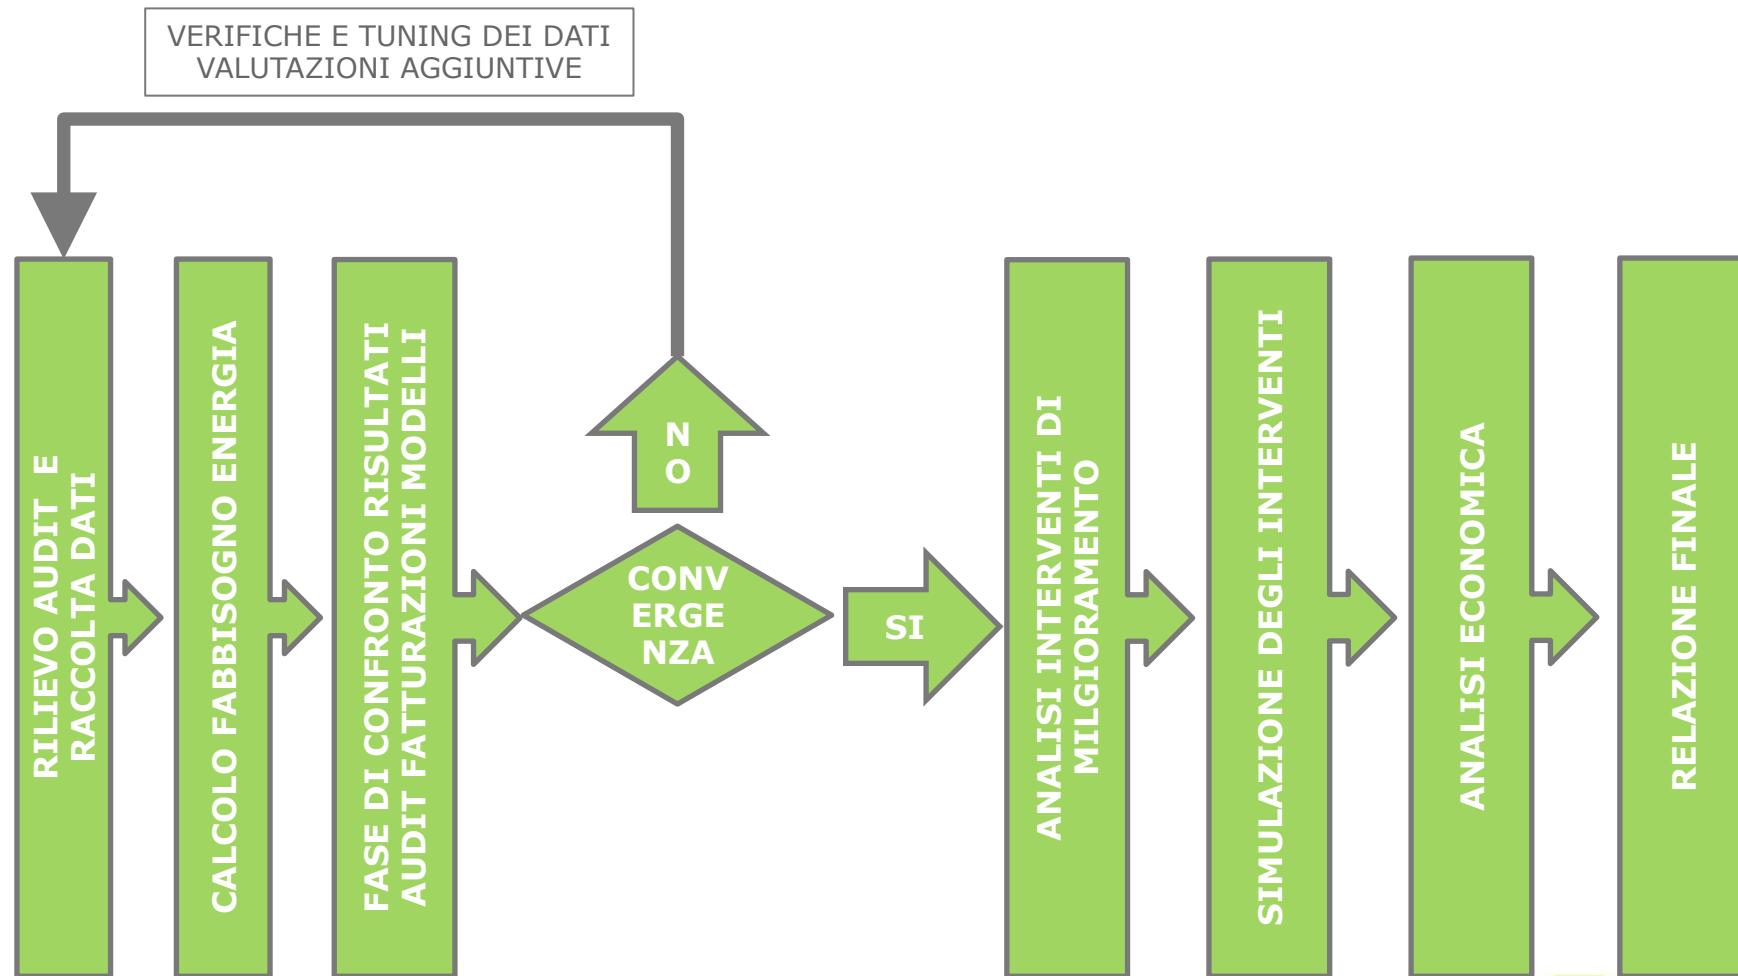 VERIFICHE E TUNING DEI DATI
VALUTAZIONI AGGIUNTIVE
RILIEVO AUDIT  E
RACCOLTA DATI
CALCOLO FABBISOGNO ENERGIA
FASE DI CONFRONTO RISULTATI
AUDIT FATTURAZIONI MODELLI
N
O
CONV
ERGE
NZA
SI
ANALISI INTERVENTI DI
MILGIORAMENTO
SIMULAZIONE DEGLI INTERVENTI
ANALISI ECONOMICA
RELAZIONE FINALE